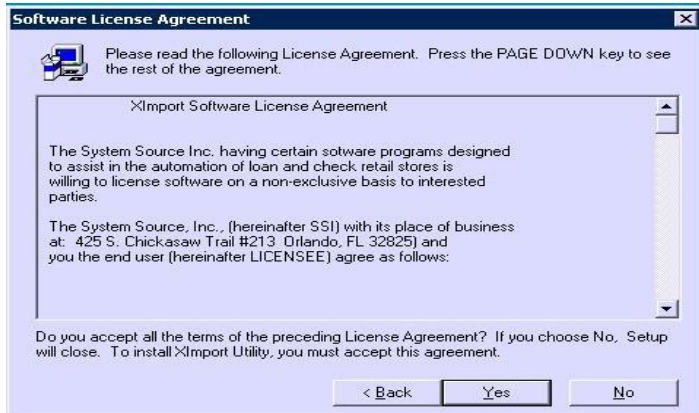 Software License Agreement
Please read the following License Agreement. Press the PAGE DOWN key to see
the rest of the agreement.
XImport Software License Agreement
The System Source Inc. having certain sotware programs designed
to assist in the automation of loan and check retail stores is
willing to license software on a non-exclusive basis to interested
parties.
The System Source, Inc., (hereinafter SSI) with its place of business
at: 425 S. Chickasaw Trail #213 Orlando, FL 32825) and
you the end user (hereinafter LICENSEE) agree as follows:
Do you accept all the terms of the preceding License Agreement? If you choose No, Setup
will close. To install XImport Utility, you must accept this agreement.
< Back Yes No